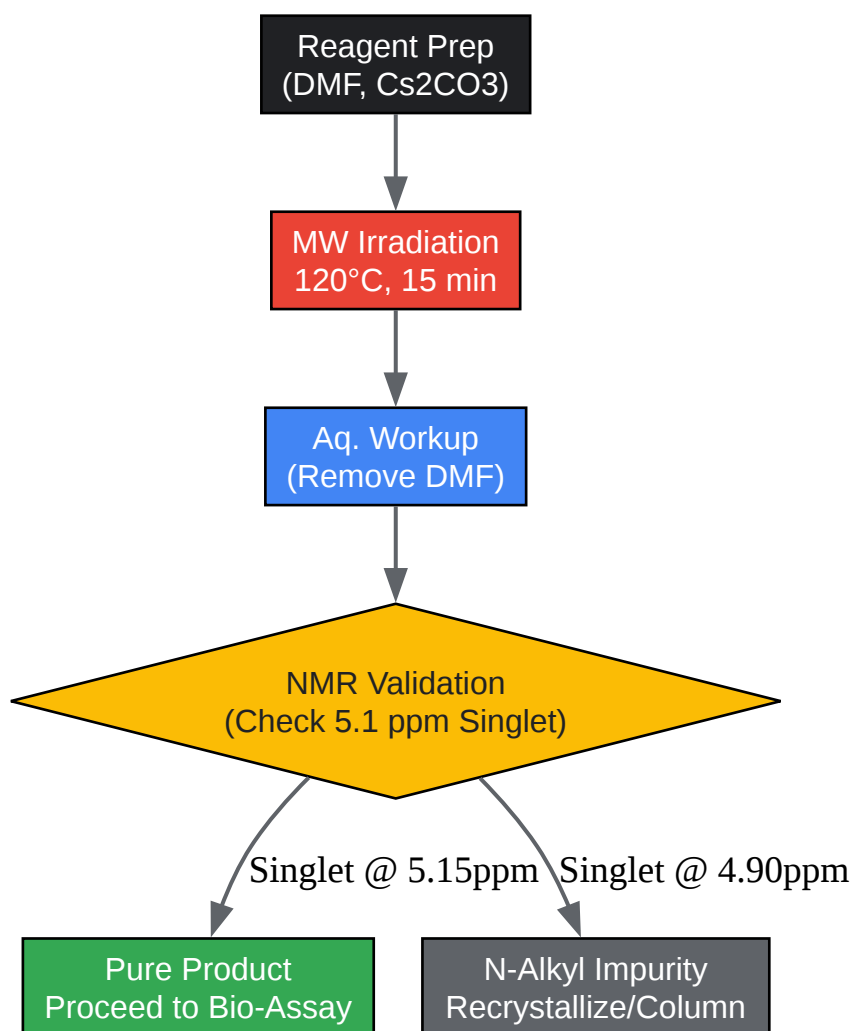 Reagent Prep
(DMF, Cs2CO3)
MW Irradiation
120°C, 15 min
Aq. Workup
(Remove DMF)
NMR Validation
(Check 5.1 ppm Singlet)
Singlet @ 5.15ppm
Singlet @ 4.90ppm
Pure Product
Proceed to Bio-Assay
N-Alkyl Impurity
Recrystallize/Column